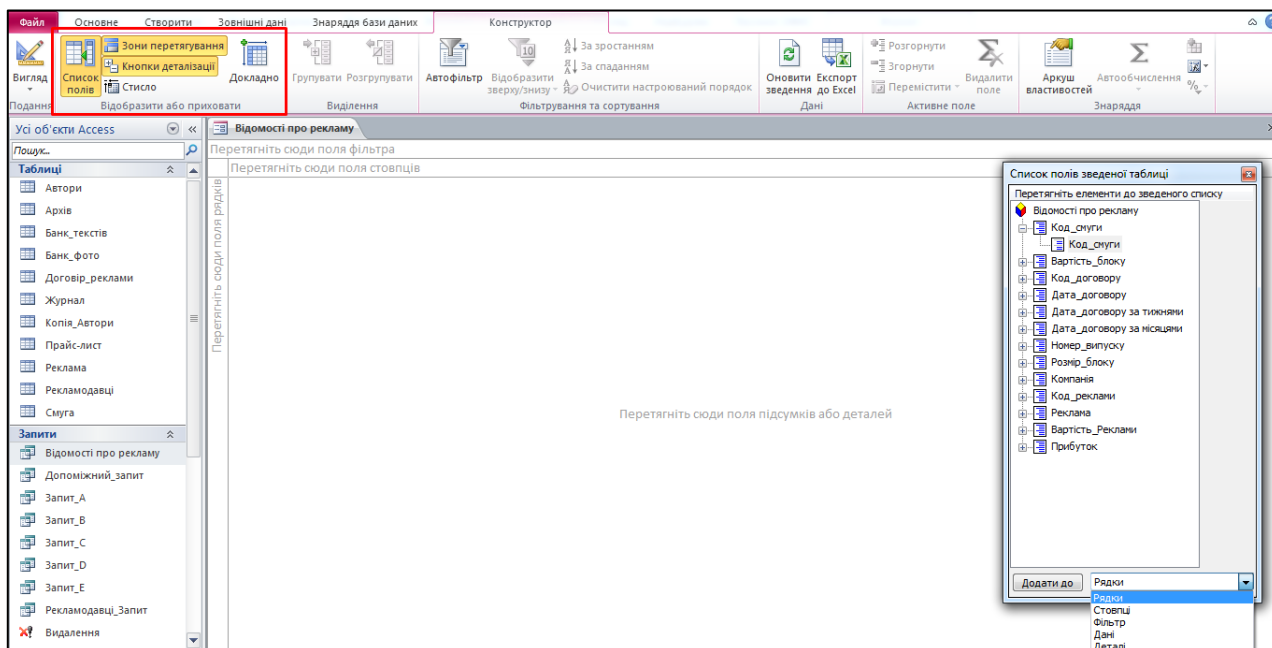 Файл Основне Створити Зовнішні дані Знаряддя бази даних Конструктор
Вигляд
Подання
Список полів
Зони перетягування
Кнопки деталізації
Стисло
Докладно
Відобразити або приховати
Групувати Розгрупувати
Виділення
Автофільтр
Відобразити зверху/знизу
За зростанням
За спаданням
Очистити настроюваний порядок
Фільтрування та сортування
Оновити зведення
Експорт до Excel
Дані
Розгорнути
Згорнути
Перемістити
Видалити поле
Активне поле
Аркуш властивостей
Автообчислення
Знаряддя
Усі об'єкти Access
Пошук...
Таблиці
Автори
Архів
Банк_текстів
Банк_фото
Договір_реклами
Журнал
Копія_Автори
Прайс-лист
Реклама
Рекламодавці
Смуга
Запити
Відомості про рекламу
Допоміжний_запит
Запит_A
Запит_B
Запит_C
Запит_D
Запит_E
Рекламодавці_Запит
Видалення
Відомості про рекламу
Перетягніть сюди поля фільтра
Перетягніть сюди поля стовпців
Перетягніть сюди поля рядків
Перетягніть сюди поля підсумків або деталей
Список полів зведеної таблиці
Перетягніть елементи до зведеного списку
Відомості про рекламу
Код_смуги
Код_смуги
Вартість_блоку
Код_договору
Дата_договору
Дата_договору за тижнями
Дата_договору за місяцями
Номер_випуску
Розмір_блоку
Компанія
Код_реклами
Реклама
Вартість_Реклами
Прибуток
Додати до
Рядки
Рядки
Стовпці
Фільтр
Дані
Деталі